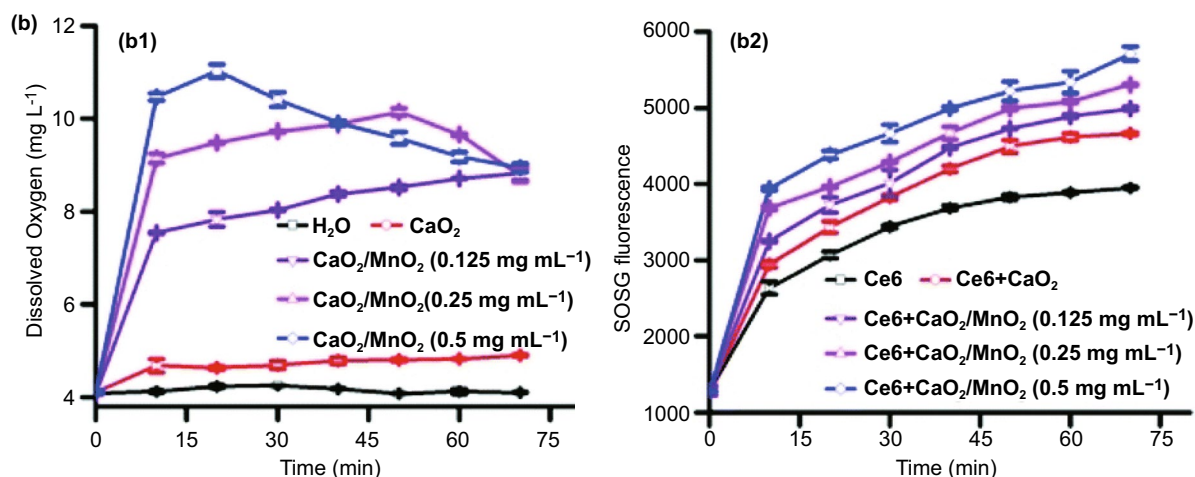 (b)
(b1)
12
10
8
6
4
Dissolved Oxygen (mg L⁻¹)
H₂O CaO₂
CaO₂/MnO₂ (0.125 mg mL⁻¹)
CaO₂/MnO₂(0.25 mg mL⁻¹)
CaO₂/MnO₂ (0.5 mg mL⁻¹)
0 15 30 45 60 75
Time (min)
(b2)
6000
5000
4000
3000
2000
1000
SOSG fluorescence
Ce6 Ce6+CaO₂
Ce6+CaO₂/MnO₂ (0.125 mg mL⁻¹)
Ce6+CaO₂/MnO₂ (0.25 mg mL⁻¹)
Ce6+CaO₂/MnO₂ (0.5 mg mL⁻¹)
0 15 30 45 60 75
Time (min)